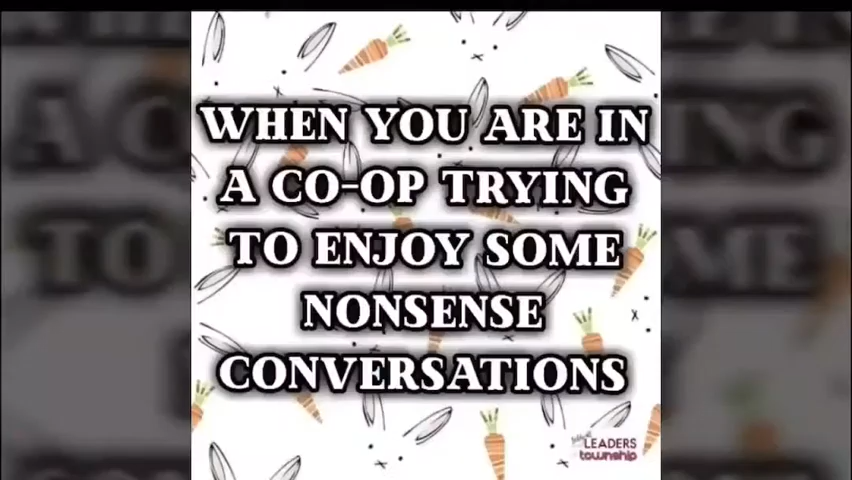 WHEN YOU ARE IN
A CO-OP TRYING
TO ENJOY SOME
NONSENSE
CONVERSATIONS
LEADERS
township